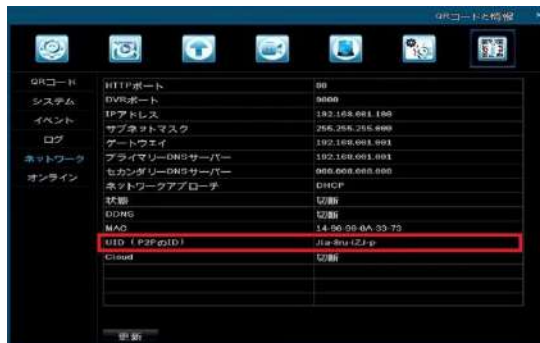 QRコードと情報
QRコード
システム
イベント
ログ
ネットワーク
オンライン
HTTPポート 80
DVRポート 9000
IPアドレス 192.168.001.100
サブネットマスク 255.255.255.000
ゲートウエイ 192.168.001.001
プライマリーDNSサーバー 192.168.001.001
セカンダリーDNSサーバー 000.000.000.000
ネットワークアプローチ DHCP
状態 切断
DDNS 切断
MAC
UID (P2PのID)
Cloud 切断
更新